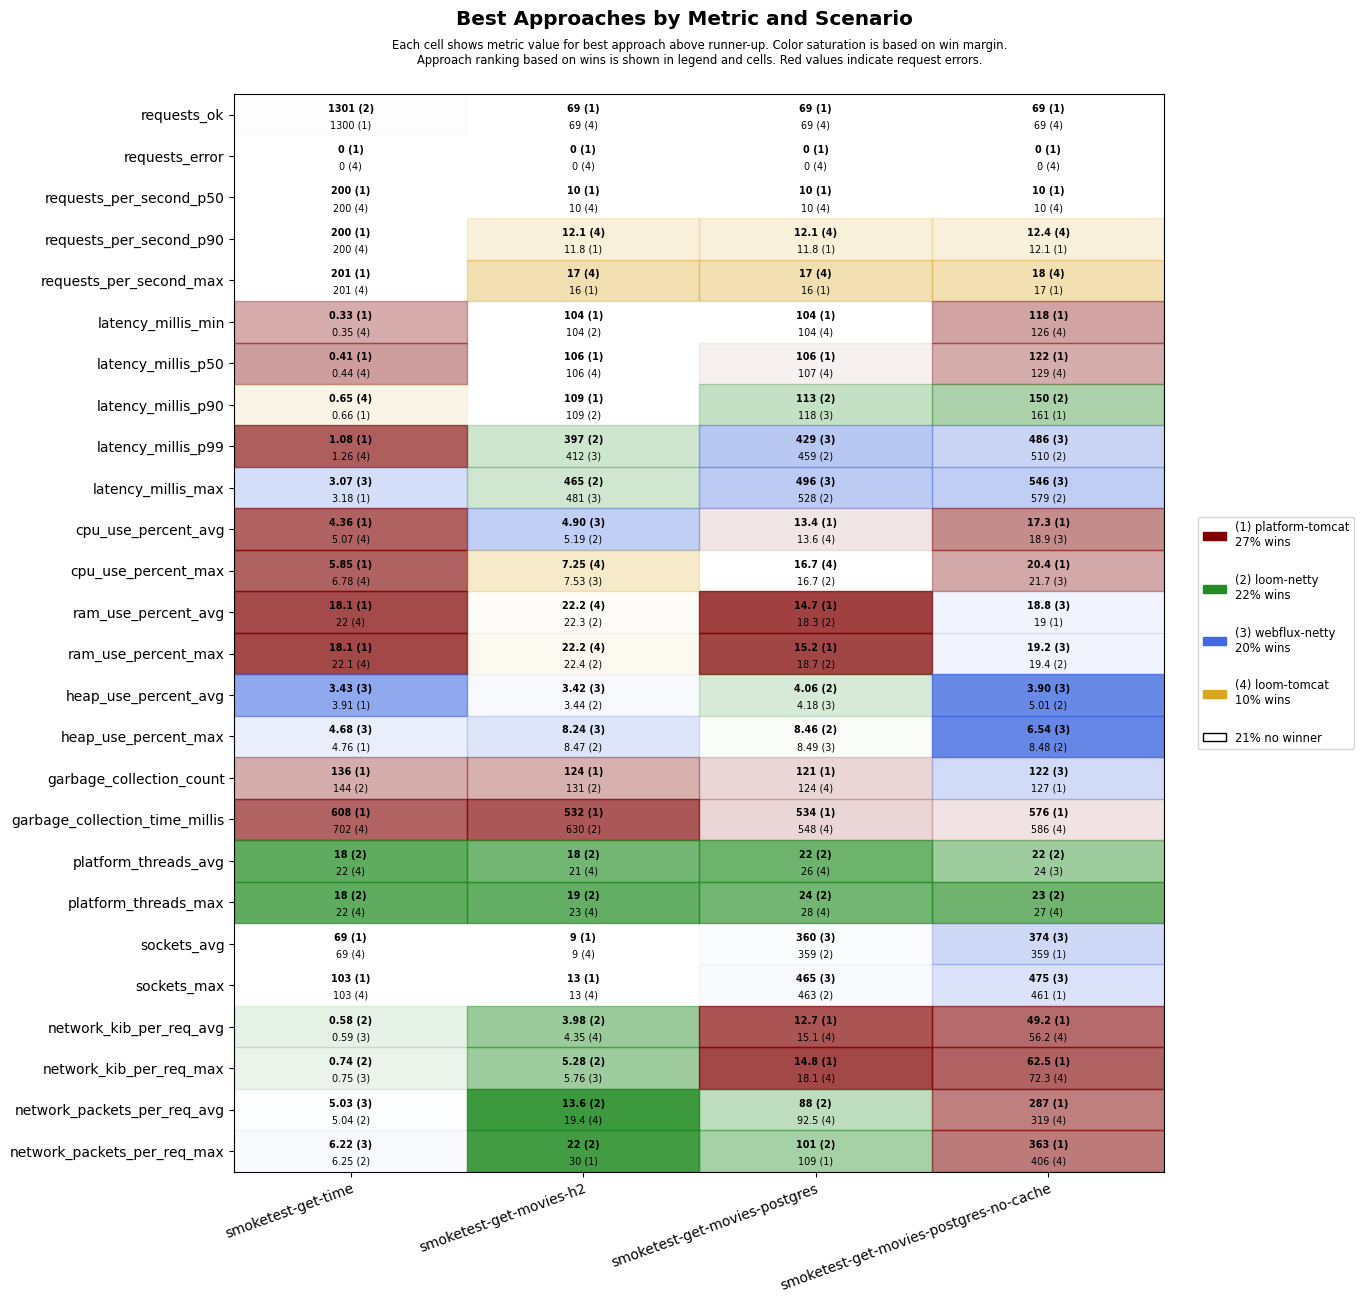 Best Approaches by Metric and Scenario
Each cell shows metric value for best approach above runner-up. Color saturation is based on win margin.
Approach ranking based on wins is shown in legend and cells. Red values indicate request errors.
requests_ok
1301 (2) 69 (1) 69 (1) 69 (1)
1300 (1) 69 (4) 69 (4) 69 (4)
requests_error
0 (1) 0 (1) 0 (1) 0 (1)
0 (4) 0 (4) 0 (4) 0 (4)
requests_per_second_p50
200 (1) 10 (1) 10 (1) 10 (1)
200 (4) 10 (4) 10 (4) 10 (4)
requests_per_second_p90
200 (1) 12.1 (4) 12.1 (4) 12.4 (4)
200 (4) 11.8 (1) 11.8 (1) 12.1 (1)
requests_per_second_max
201 (1) 17 (4) 17 (4) 18 (4)
201 (4) 16 (1) 16 (1) 17 (1)
latency_millis_min
0.33 (1) 104 (1) 104 (1) 118 (1)
0.35 (4) 104 (2) 104 (4) 126 (4)
latency_millis_p50
0.41 (1) 106 (1) 106 (1) 122 (1)
0.44 (4) 106 (4) 107 (4) 129 (4)
latency_millis_p90
0.65 (4) 109 (1) 113 (2) 150 (2)
0.66 (1) 109 (2) 118 (3) 161 (1)
latency_millis_p99
1.08 (1) 397 (2) 429 (3) 486 (3)
1.26 (4) 412 (3) 459 (2) 510 (2)
latency_millis_max
3.07 (3) 465 (2) 496 (3) 546 (3)
3.18 (1) 481 (3) 528 (2) 579 (2)
cpu_use_percent_avg
4.36 (1) 4.90 (3) 13.4 (1) 17.3 (1)
5.07 (4) 5.19 (2) 13.6 (4) 18.9 (3)
cpu_use_percent_max
5.85 (1) 7.25 (4) 16.7 (4) 20.4 (1)
6.78 (4) 7.53 (3) 16.7 (2) 21.7 (3)
ram_use_percent_avg
18.1 (1) 22.2 (4) 14.7 (1) 18.8 (3)
22 (4) 22.3 (2) 18.3 (2) 19 (1)
ram_use_percent_max
18.1 (1) 22.2 (4) 15.2 (1) 19.2 (3)
22.1 (4) 22.4 (2) 18.7 (2) 19.4 (2)
heap_use_percent_avg
3.43 (3) 3.42 (3) 4.06 (2) 3.90 (3)
3.91 (1) 3.44 (2) 4.18 (3) 5.01 (2)
heap_use_percent_max
4.68 (3) 8.24 (3) 8.46 (2) 6.54 (3)
4.76 (1) 8.47 (2) 8.49 (3) 8.48 (2)
garbage_collection_count
136 (1) 124 (1) 121 (1) 122 (3)
144 (2) 131 (2) 124 (4) 127 (1)
garbage_collection_time_millis
608 (1) 532 (1) 534 (1) 576 (1)
702 (4) 630 (2) 548 (4) 586 (4)
platform_threads_avg
18 (2) 18 (2) 22 (2) 22 (2)
22 (4) 21 (4) 26 (4) 24 (3)
platform_threads_max
18 (2) 19 (2) 24 (2) 23 (2)
22 (4) 23 (4) 28 (4) 27 (4)
sockets_avg
69 (1) 9 (1) 360 (3) 374 (3)
69 (4) 9 (4) 359 (2) 359 (1)
sockets_max
103 (1) 13 (1) 465 (3) 475 (3)
103 (4) 13 (4) 463 (2) 461 (1)
network_kib_per_req_avg
0.58 (2) 3.98 (2) 12.7 (1) 49.2 (1)
0.59 (3) 4.35 (4) 15.1 (4) 56.2 (4)
network_kib_per_req_max
0.74 (2) 5.28 (2) 14.8 (1) 62.5 (1)
0.75 (3) 5.76 (3) 18.1 (4) 72.3 (4)
network_packets_per_req_avg
5.03 (3) 13.6 (2) 88 (2) 287 (1)
5.04 (2) 19.4 (4) 92.5 (4) 319 (4)
network_packets_per_req_max
6.22 (3) 22 (2) 101 (2) 363 (1)
6.25 (2) 30 (1) 109 (1) 406 (4)
smoketest-get-time
smoketest-get-movies-h2
smoketest-get-movies-postgres
smoketest-get-movies-postgres-no-cache
(1) platform-tomcat
27% wins
(2) loom-netty
22% wins
(3) webflux-netty
20% wins
(4) loom-tomcat
10% wins
21% no winner